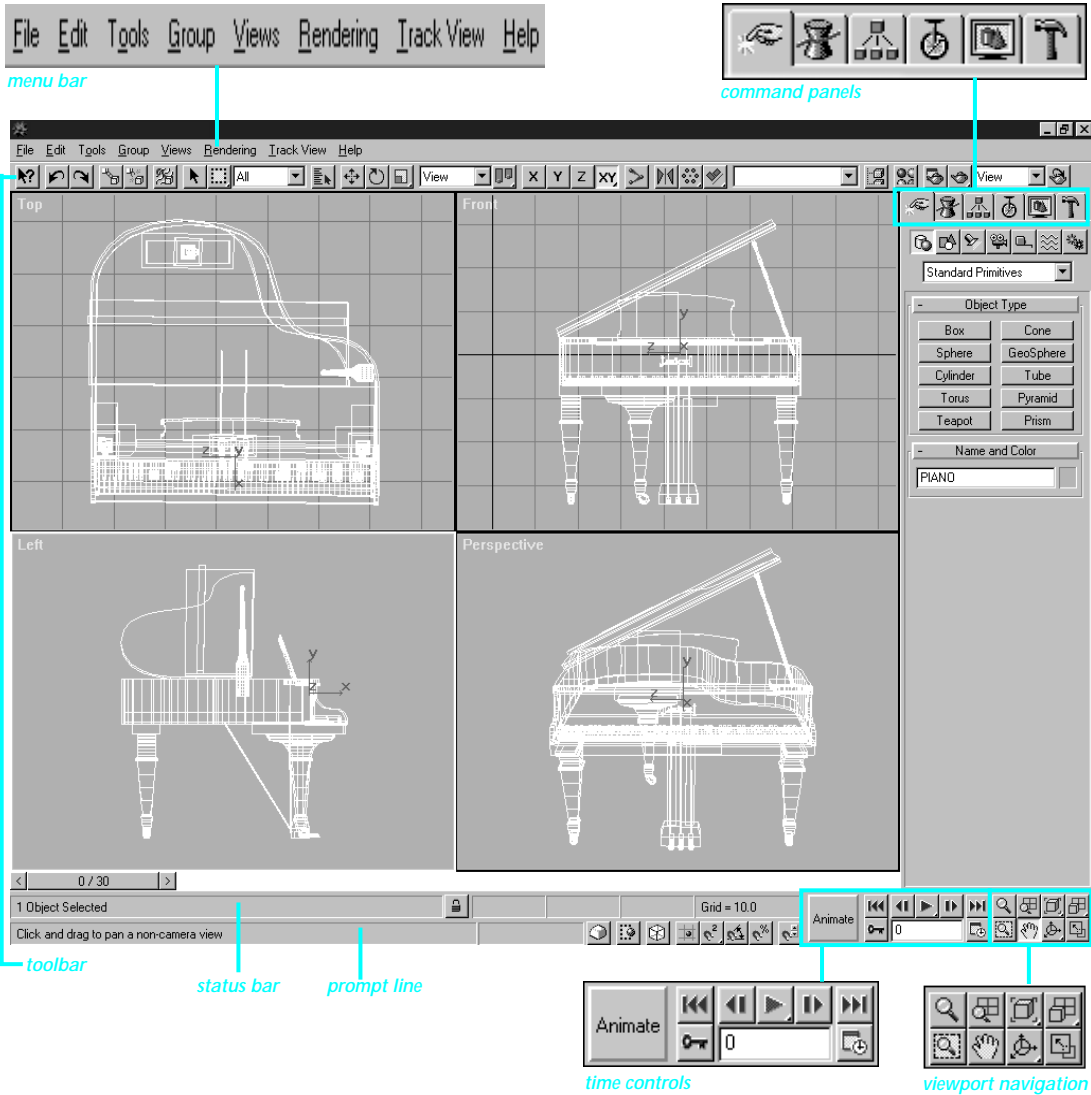 File Edit Tools Group Views Rendering Track View Help
menu bar
command panels
File Edit Tools Group Views Rendering Track View Help
All View X Y Z XY View
Top
Front
y
z x
z y
x
Left
Perspective
y
z x
y
z
x
Standard Primitives
- Object Type
Box Cone
Sphere GeoSphere
Cylinder Tube
Torus Pyramid
Teapot Prism
- Name and Color
PIANO
< 0 / 30 >
1 Object Selected Grid = 10.0
Click and drag to pan a non-camera view
Animate 0
toolbar
status bar
prompt line
Animate 0
time controls
viewport navigation